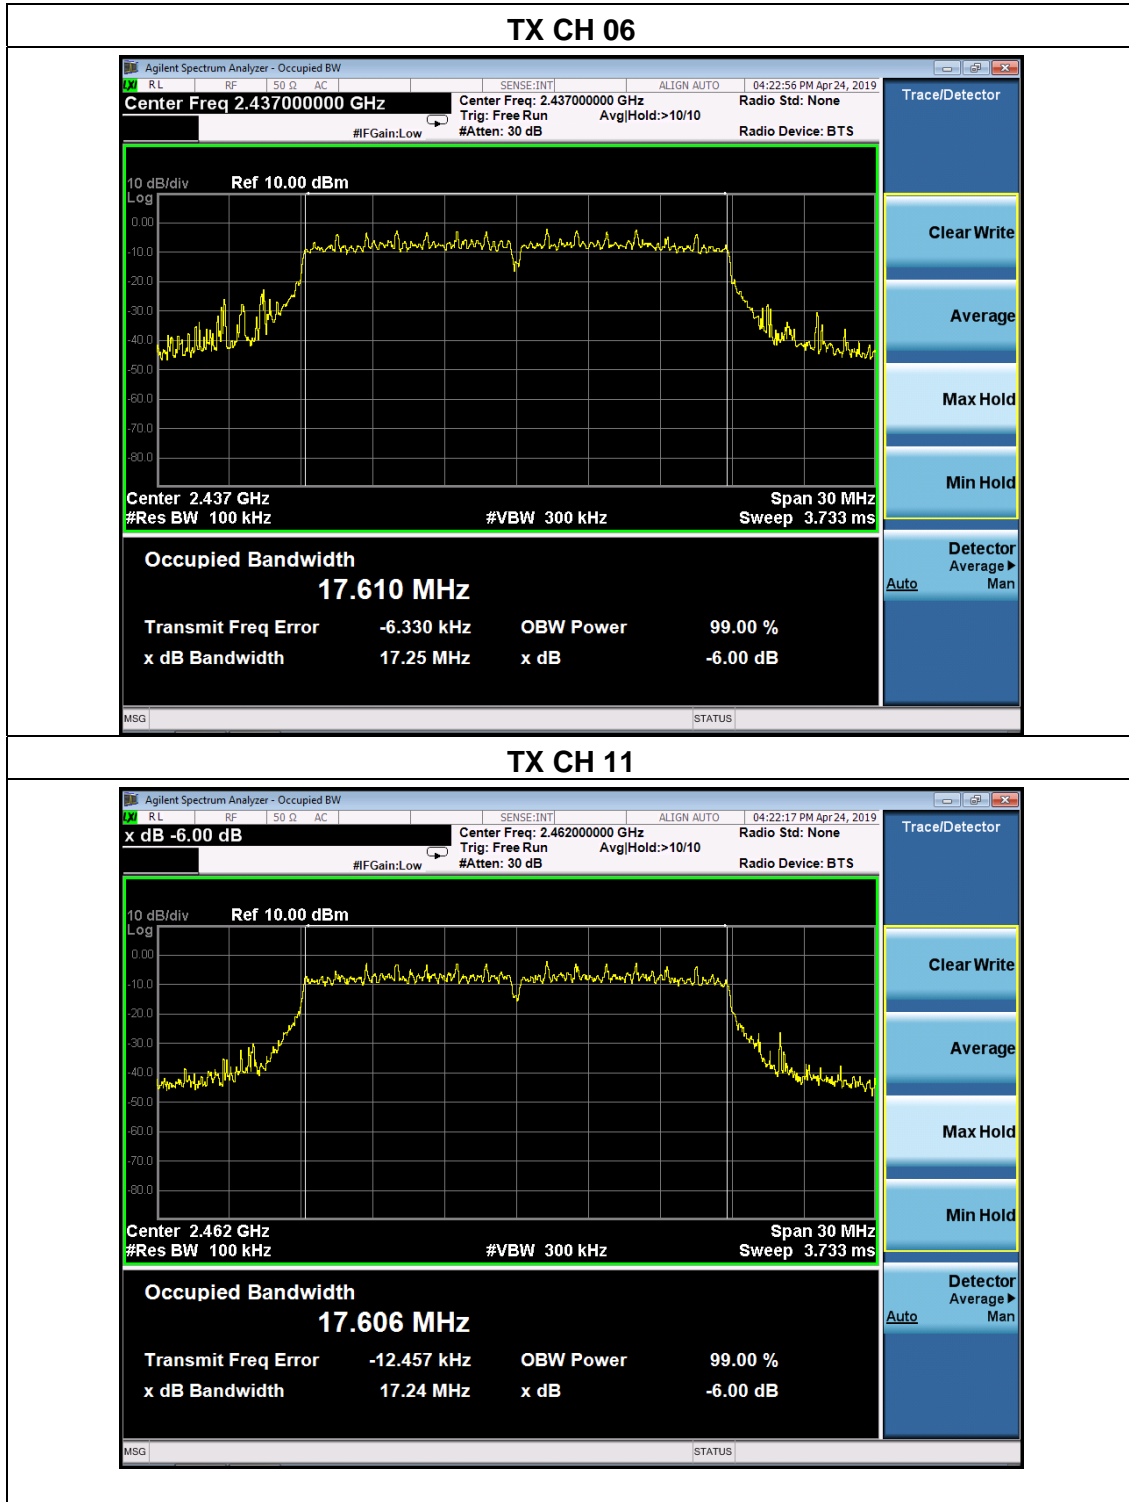 TX CH 06
Agilent Spectrum Analyzer - Occupied BW
LXI RL RF 50 Ω AC SENSE:INT ALIGN AUTO 04:22:56 PM Apr 24, 2019
Center Freq 2.437000000 GHz
Center Freq: 2.437000000 GHz Radio Std: None
Trig: Free Run Avg|Hold:>10/10
#IFGain:Low #Atten: 30 dB Radio Device: BTS
Trace/Detector
10 dB/div Ref 10.00 dBm
Log
0.00
-10.0
-20.0
-30.0
-40.0
-50.0
-60.0
-70.0
-80.0
Clear Write
Average
Max Hold
Min Hold
Center 2.437 GHz Span 30 MHz
#Res BW 100 kHz #VBW 300 kHz Sweep 3.733 ms
Detector
Average▶
Auto Man
Occupied Bandwidth
17.610 MHz
Transmit Freq Error -6.330 kHz OBW Power 99.00 %
x dB Bandwidth 17.25 MHz x dB -6.00 dB
MSG STATUS
TX CH 11
Agilent Spectrum Analyzer - Occupied BW
LXI RL RF 50 Ω AC SENSE:INT ALIGN AUTO 04:22:17 PM Apr 24, 2019
x dB -6.00 dB
Center Freq: 2.462000000 GHz Radio Std: None
Trig: Free Run Avg|Hold:>10/10
#IFGain:Low #Atten: 30 dB Radio Device: BTS
Trace/Detector
10 dB/div Ref 10.00 dBm
Log
0.00
-10.0
-20.0
-30.0
-40.0
-50.0
-60.0
-70.0
-80.0
Clear Write
Average
Max Hold
Min Hold
Center 2.462 GHz Span 30 MHz
#Res BW 100 kHz #VBW 300 kHz Sweep 3.733 ms
Detector
Average▶
Auto Man
Occupied Bandwidth
17.606 MHz
Transmit Freq Error -12.457 kHz OBW Power 99.00 %
x dB Bandwidth 17.24 MHz x dB -6.00 dB
MSG STATUS